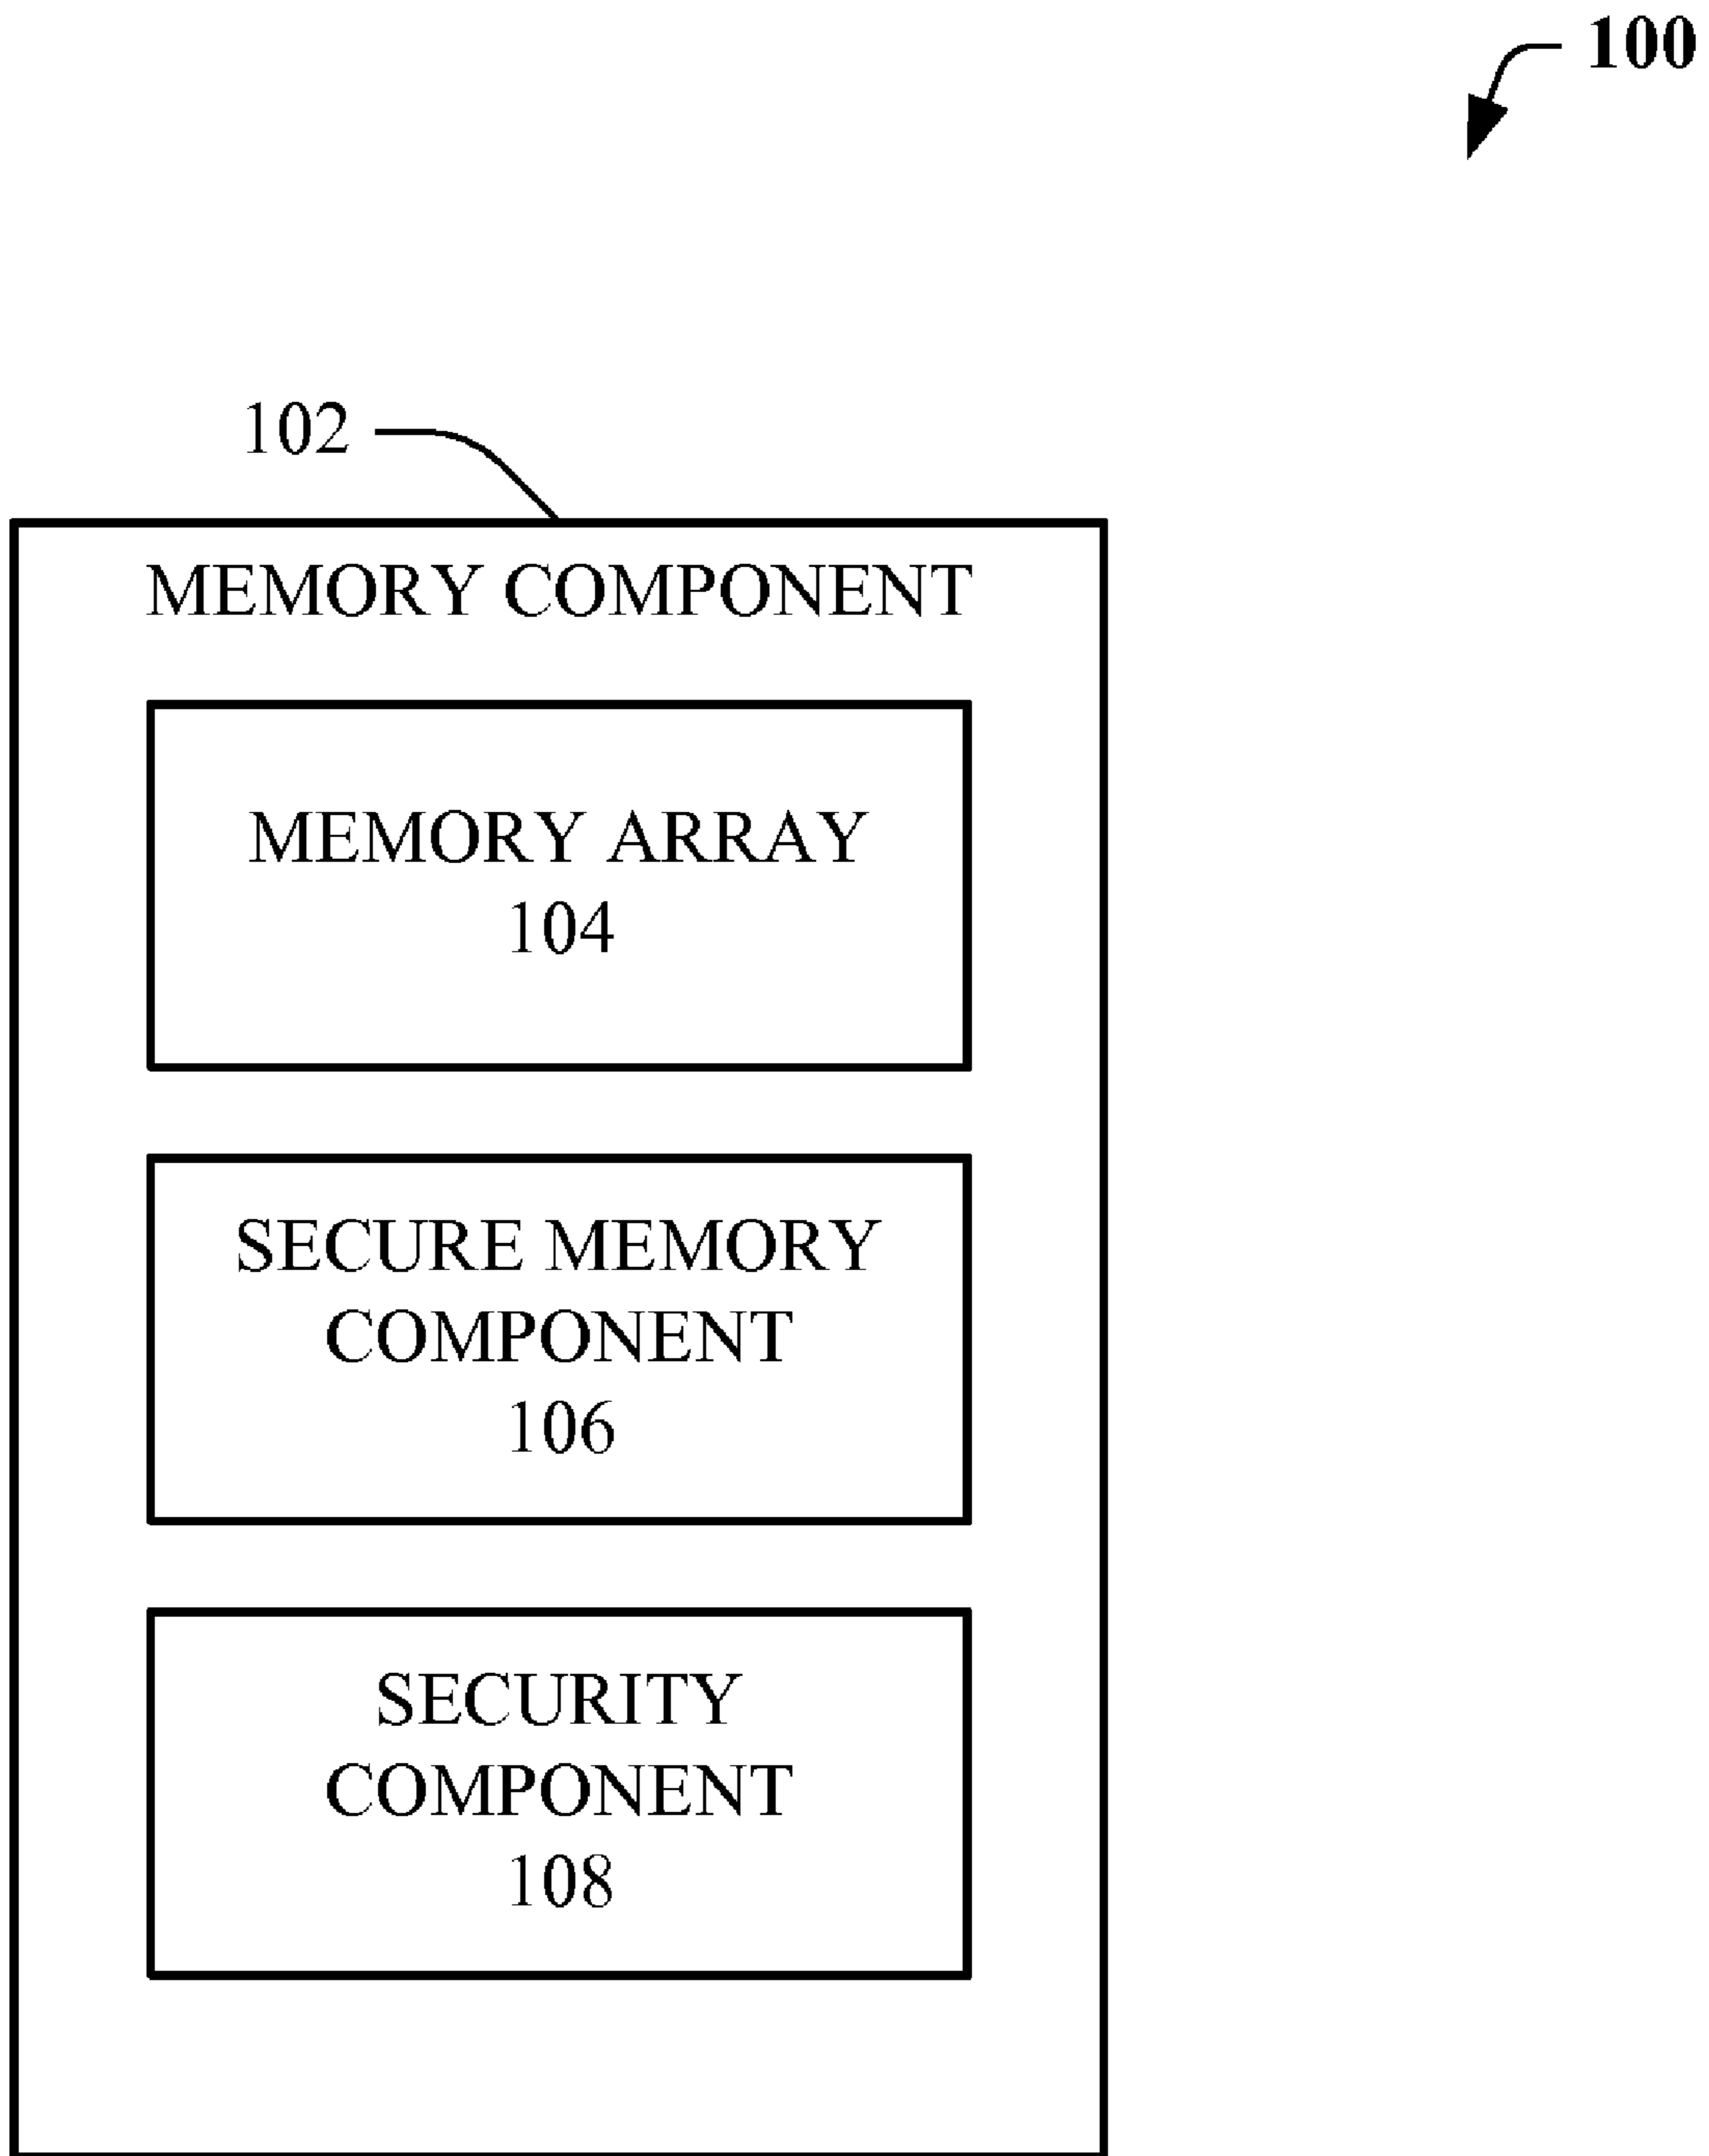 100
102
MEMORY COMPONENT
MEMORY ARRAY
104
SECURE MEMORY
COMPONENT
106
SECURITY
COMPONENT
108